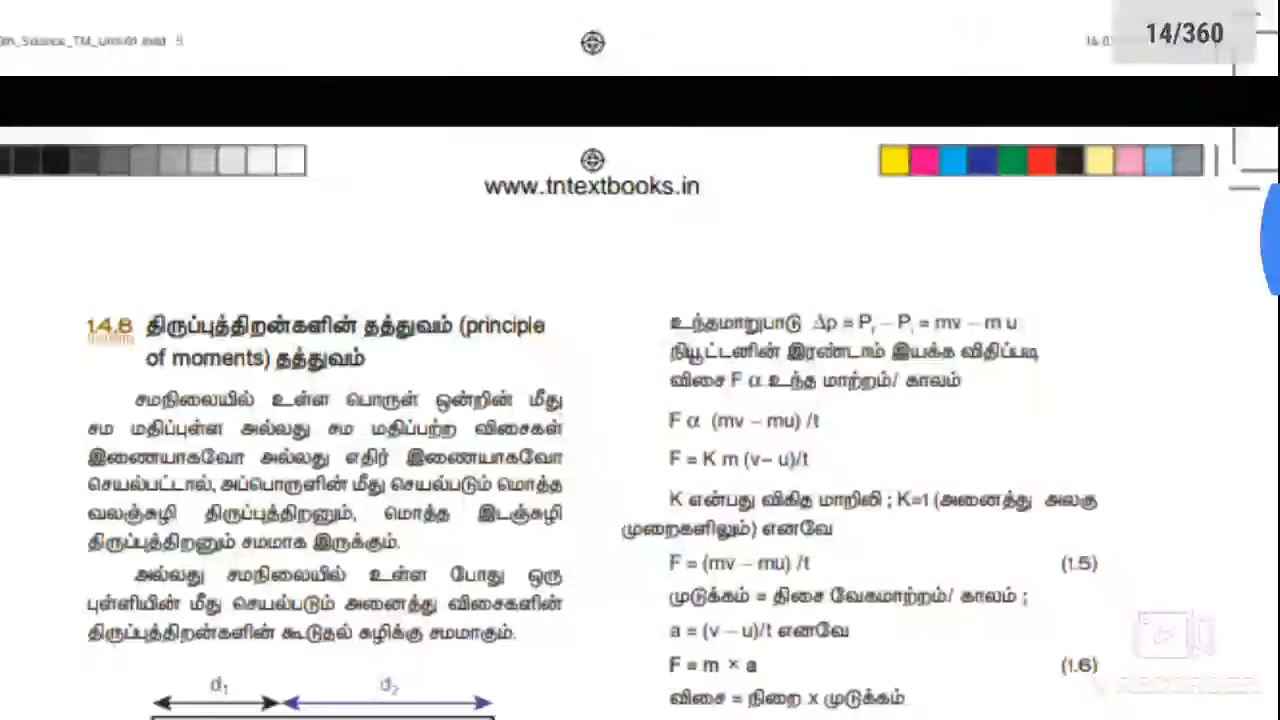 14/360
www.tntextbooks.in
1.4.8 திருப்புத்திறன்களின் தத்துவம் (principle
of moments) தத்துவம்
சமநிலையில் உள்ள பொருள் ஒன்றின் மீது
சம மதிப்புள்ள அல்லது சம மதிப்பற்ற விசைகள்
இணையாகவோ அல்லது எதிர் இணையாகவோ
செயல்பட்டால், அப்பொருளின் மீது செயல்படும் மொத்த
வலஞ்சுழி திருப்புத்திறனும், மொத்த இடஞ்சுழி
திருப்புத்திறனும் சமமாக இருக்கும்.
அல்லது சமநிலையில் உள்ள போது ஒரு
புள்ளியின் மீது செயல்படும் அனைத்து விசைகளின்
திருப்புத்திறன்களின் கூடுதல் சுழிக்கு சமமாகும்.
d₁ d₂
உந்தமாறுபாடு Δp = Pf – Pi = mv – m u
நியூட்டனின் இரண்டாம் இயக்க விதிப்படி
விசை F α உந்த மாற்றம்/ காலம்
F α (mv – mu) /t
F = K m (v– u)/t
K என்பது விகித மாறிலி ; K=1 (அனைத்து அலகு
முறைகளிலும்) எனவே
F = (mv – mu) /t (1.5)
முடுக்கம் = திசை வேகமாற்றம்/ காலம் ;
a = (v – u)/t எனவே
F = m × a (1.6)
விசை = நிறை x முடுக்கம்